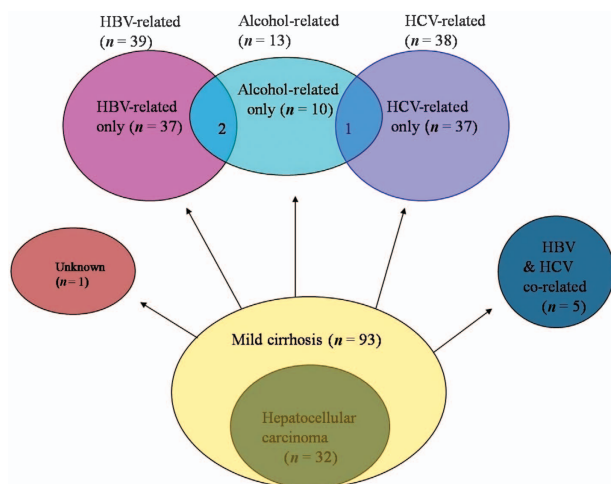 HBV-related
(n = 39)
Alcohol-related
(n = 13)
HCV-related
(n = 38)
HBV-related
only (n = 37)
2
Alcohol-related
only (n = 10)
1
HCV-related
only (n = 37)
Unknown
(n = 1)
HBV
& HCV
co-related
(n = 5)
Mild cirrhosis (n = 93)
Hepatocellular
carcinoma
(n = 32)